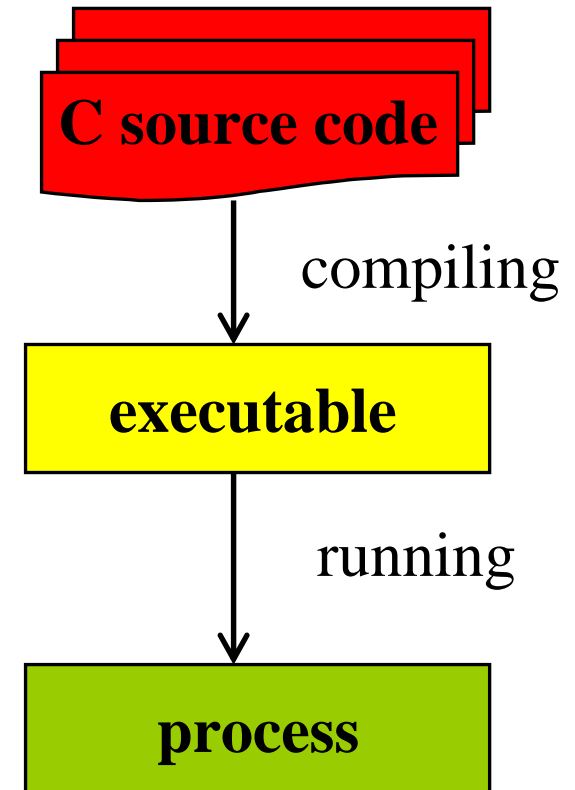 C source code
compiling
executable
running
process